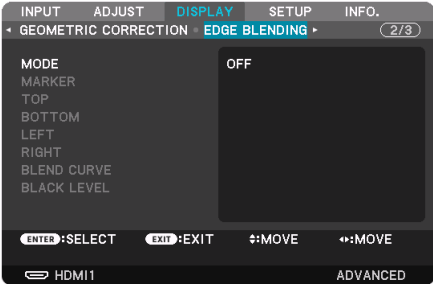 INPUT ADJUST DISPLAY SETUP INFO.
GEOMETRIC CORRECTION EDGE BLENDING 2/3
MODE OFF
MARKER
TOP
BOTTOM
LEFT
RIGHT
BLEND CURVE
BLACK LEVEL
ENTER:SELECT EXIT:EXIT :MOVE :MOVE
HDMI1 ADVANCED